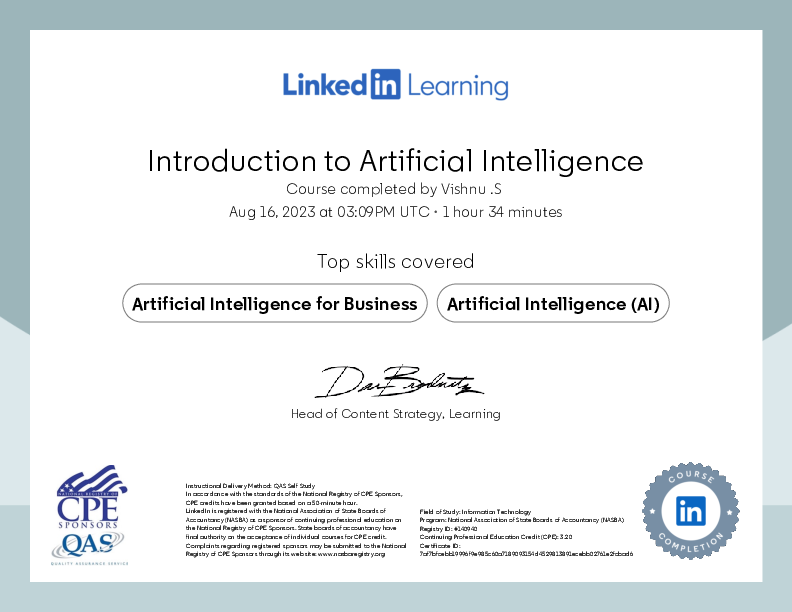 Linkedin Learning
Introduction to Artificial Intelligence
Course completed by Vishnu .S
Aug 16, 2023 at 03:09PM UTC • 1 hour 34 minutes
Top skills covered
Artificial Intelligence for Business
Artificial Intelligence (AI)
Head of Content Strategy, Learning
NATIONAL REGISTRY OF
CPE
SPONSORS
QAS
QUALITY ASSURANCE SERVICE
Instructional Delivery Method: QAS Self Study
In accordance with the standards of the National Registry of CPE Sponsors,
CPE credits have been granted based on a 50-minute hour.
LinkedIn is registered with the National Association of State Boards of
Accountancy (NASBA) as a sponsor of continuing professional education on
the National Registry of CPE Sponsors. State boards of accountancy have
final authority on the acceptance of individual courses for CPE credit.
Complaints regarding registered sponsors may be submitted to the National
Registry of CPE Sponsors through its website: www.nasbaregistry.org
Field of Study: Information Technology
Program: National Association of State Boards of Accountancy (NASBA)
Registry ID: #140940
Continuing Professional Education Credit (CPE): 3.20
Certificate ID:
COURSE
in
COMPLETION